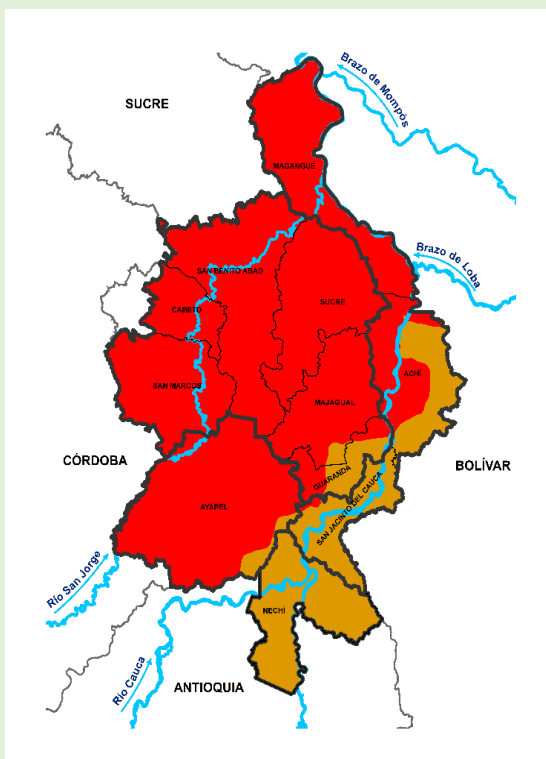 Brazo de Mompós
SUCRE
MAGANGUE
Brazo de Loba
SAN BENITO ABAD
CAIMITO
SUCRE
ACHÍ
SAN MARCOS
MAJAGUAL
CÓRDOBA
BOLÍVAR
GUARANDA
AYAPEL
SAN JACINTO DEL CAUCA
Río San Jorge
NECHÍ
Río Cauca
ANTIOQUIA